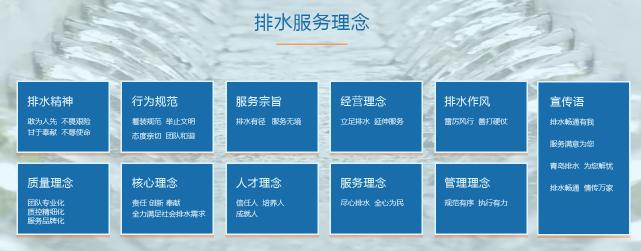 排水服务理念
排水精神
敢为人先 不畏艰险
甘于奉献 不辱使命
行为规范
着装规范 举止文明
态度亲切 团队和谐
服务宗旨
排水有径 服务无境
经营理念
立足排水 延伸服务
排水作风
雷厉风行 善打硬仗
宣传语
排水畅通有我
服务满意为您
青岛排水 为您解忧
排水畅通 情传万家
质量理念
团队专业化
质控精细化
服务品牌化
核心理念
责任 创新 奉献
全力满足社会排水需求
人才理念
信任人 培养人
成就人
服务理念
尽心排水 全心为民
管理理念
规范有序 执行有力